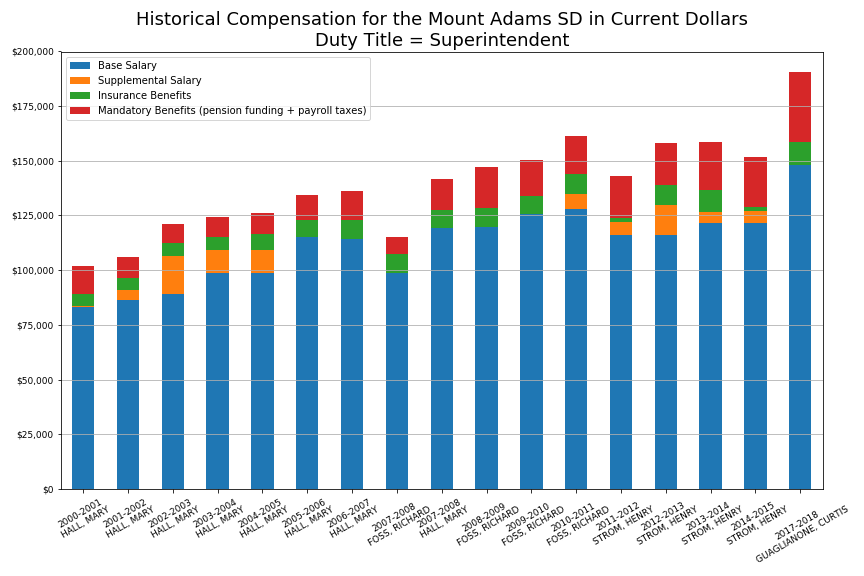 Historical Compensation for the Mount Adams SD in Current Dollars
Duty Title = Superintendent
$200,000
$175,000
$150,000
$125,000
$100,000
$75,000
$50,000
$25,000
$0
Base Salary
Supplemental Salary
Insurance Benefits
Mandatory Benefits (pension funding + payroll taxes)
2000-2001
HALL, MARY
2001-2002
HALL, MARY
2002-2003
HALL, MARY
2003-2004
HALL, MARY
2004-2005
HALL, MARY
2005-2006
HALL, MARY
2006-2007
HALL, MARY
2007-2008
FOSS, RICHARD
2007-2008
HALL, MARY
2008-2009
FOSS, RICHARD
2009-2010
FOSS, RICHARD
2010-2011
FOSS, RICHARD
2011-2012
STROM, HENRY
2012-2013
STROM, HENRY
2013-2014
STROM, HENRY
2014-2015
STROM, HENRY
2017-2018
GUAGLIANONE, CURTIS